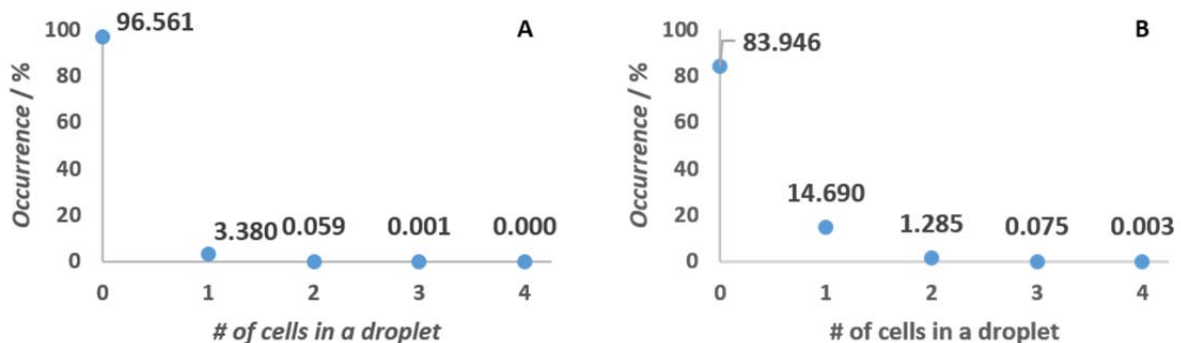 A
Occurrence / %
100
80
60
40
20
0
96.561
3.380
0.059
0.001
0.000
0 1 2 3 4
# of cells in a droplet
B
Occurrence / %
100
80
60
40
20
0
83.946
14.690
1.285
0.075
0.003
0 1 2 3 4
# of cells in a droplet